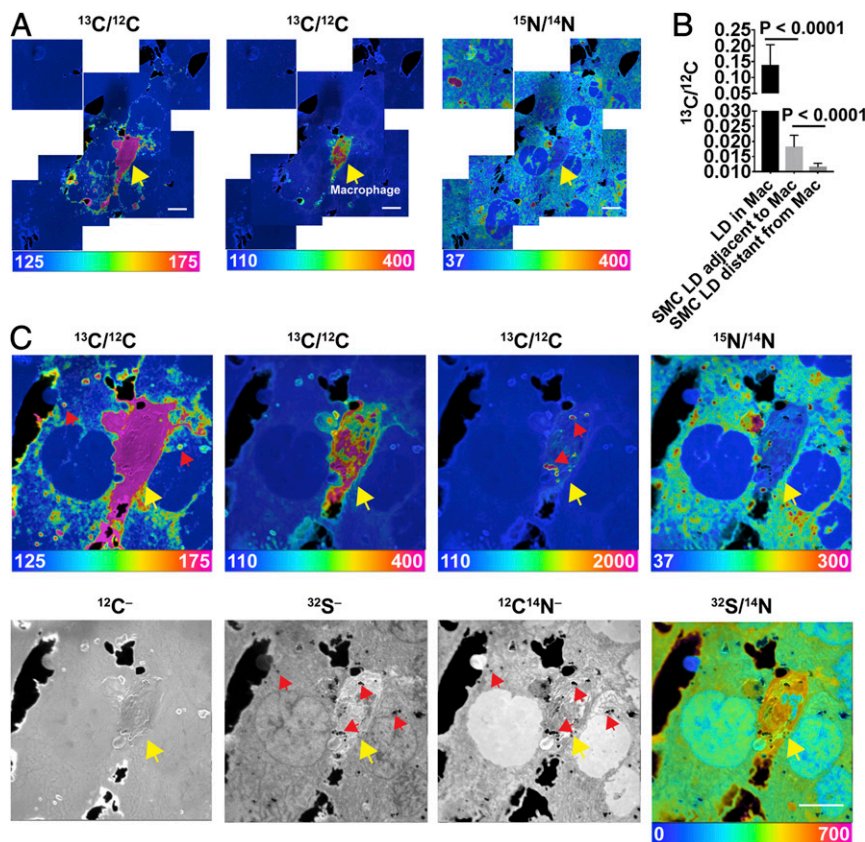 A
¹³C/¹²C
¹³C/¹²C
¹⁵N/¹⁴N
Macrophage
125 175
110 400
37 400
B
P < 0.0001
P < 0.0001
¹³C/¹²C
0.25
0.20
0.15
0.10
0.05
0.030
0.025
0.020
0.015
0.010
LD in Mac
SMC LD adjacent to Mac
SMC LD distant from Mac
C
¹³C/¹²C
¹³C/¹²C
¹³C/¹²C
¹⁵N/¹⁴N
125 175
110 400
110 2000
37 300
¹²C⁻
³²S⁻
¹²C¹⁴N⁻
³²S/¹⁴N
0 700